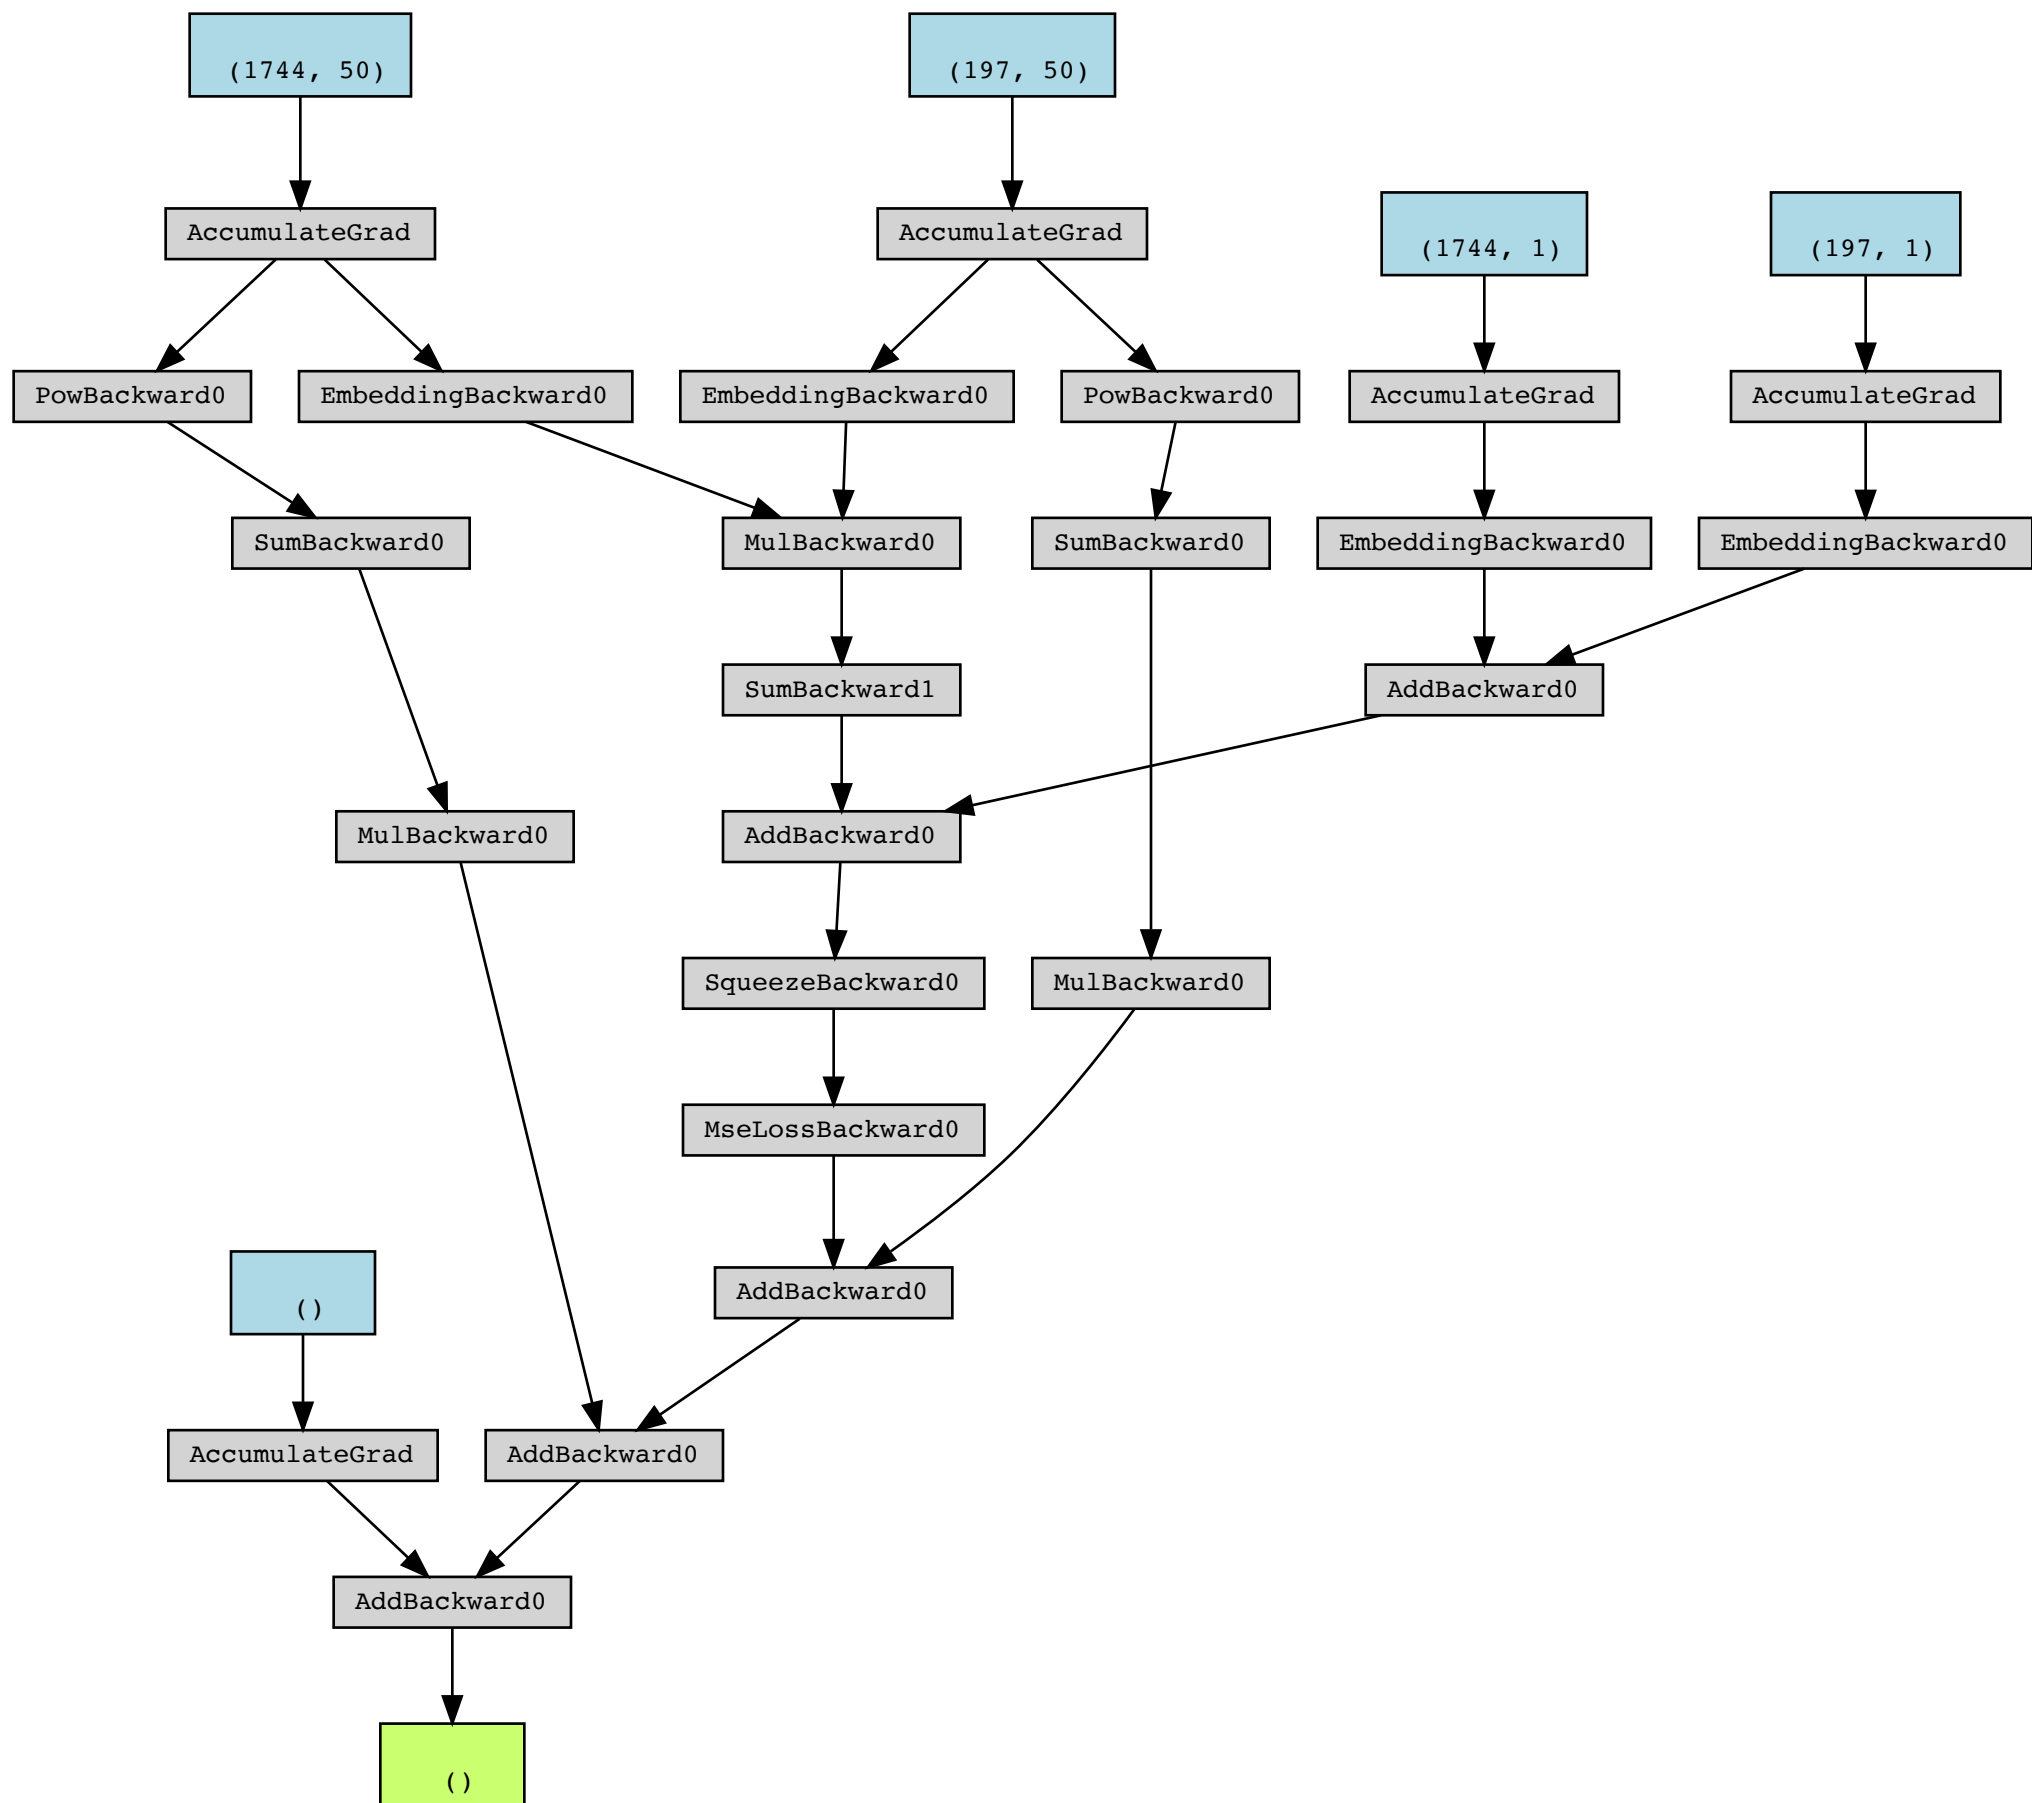 (1744, 50)
(197, 50)
AccumulateGrad
AccumulateGrad
(1744, 1)
(197, 1)
PowBackward0
EmbeddingBackward0
EmbeddingBackward0
PowBackward0
AccumulateGrad
AccumulateGrad
SumBackward0
MulBackward0
SumBackward0
EmbeddingBackward0
EmbeddingBackward0
SumBackward1
AddBackward0
MulBackward0
AddBackward0
SqueezeBackward0
MulBackward0
MseLossBackward0
()
AddBackward0
AccumulateGrad
AddBackward0
AddBackward0
()